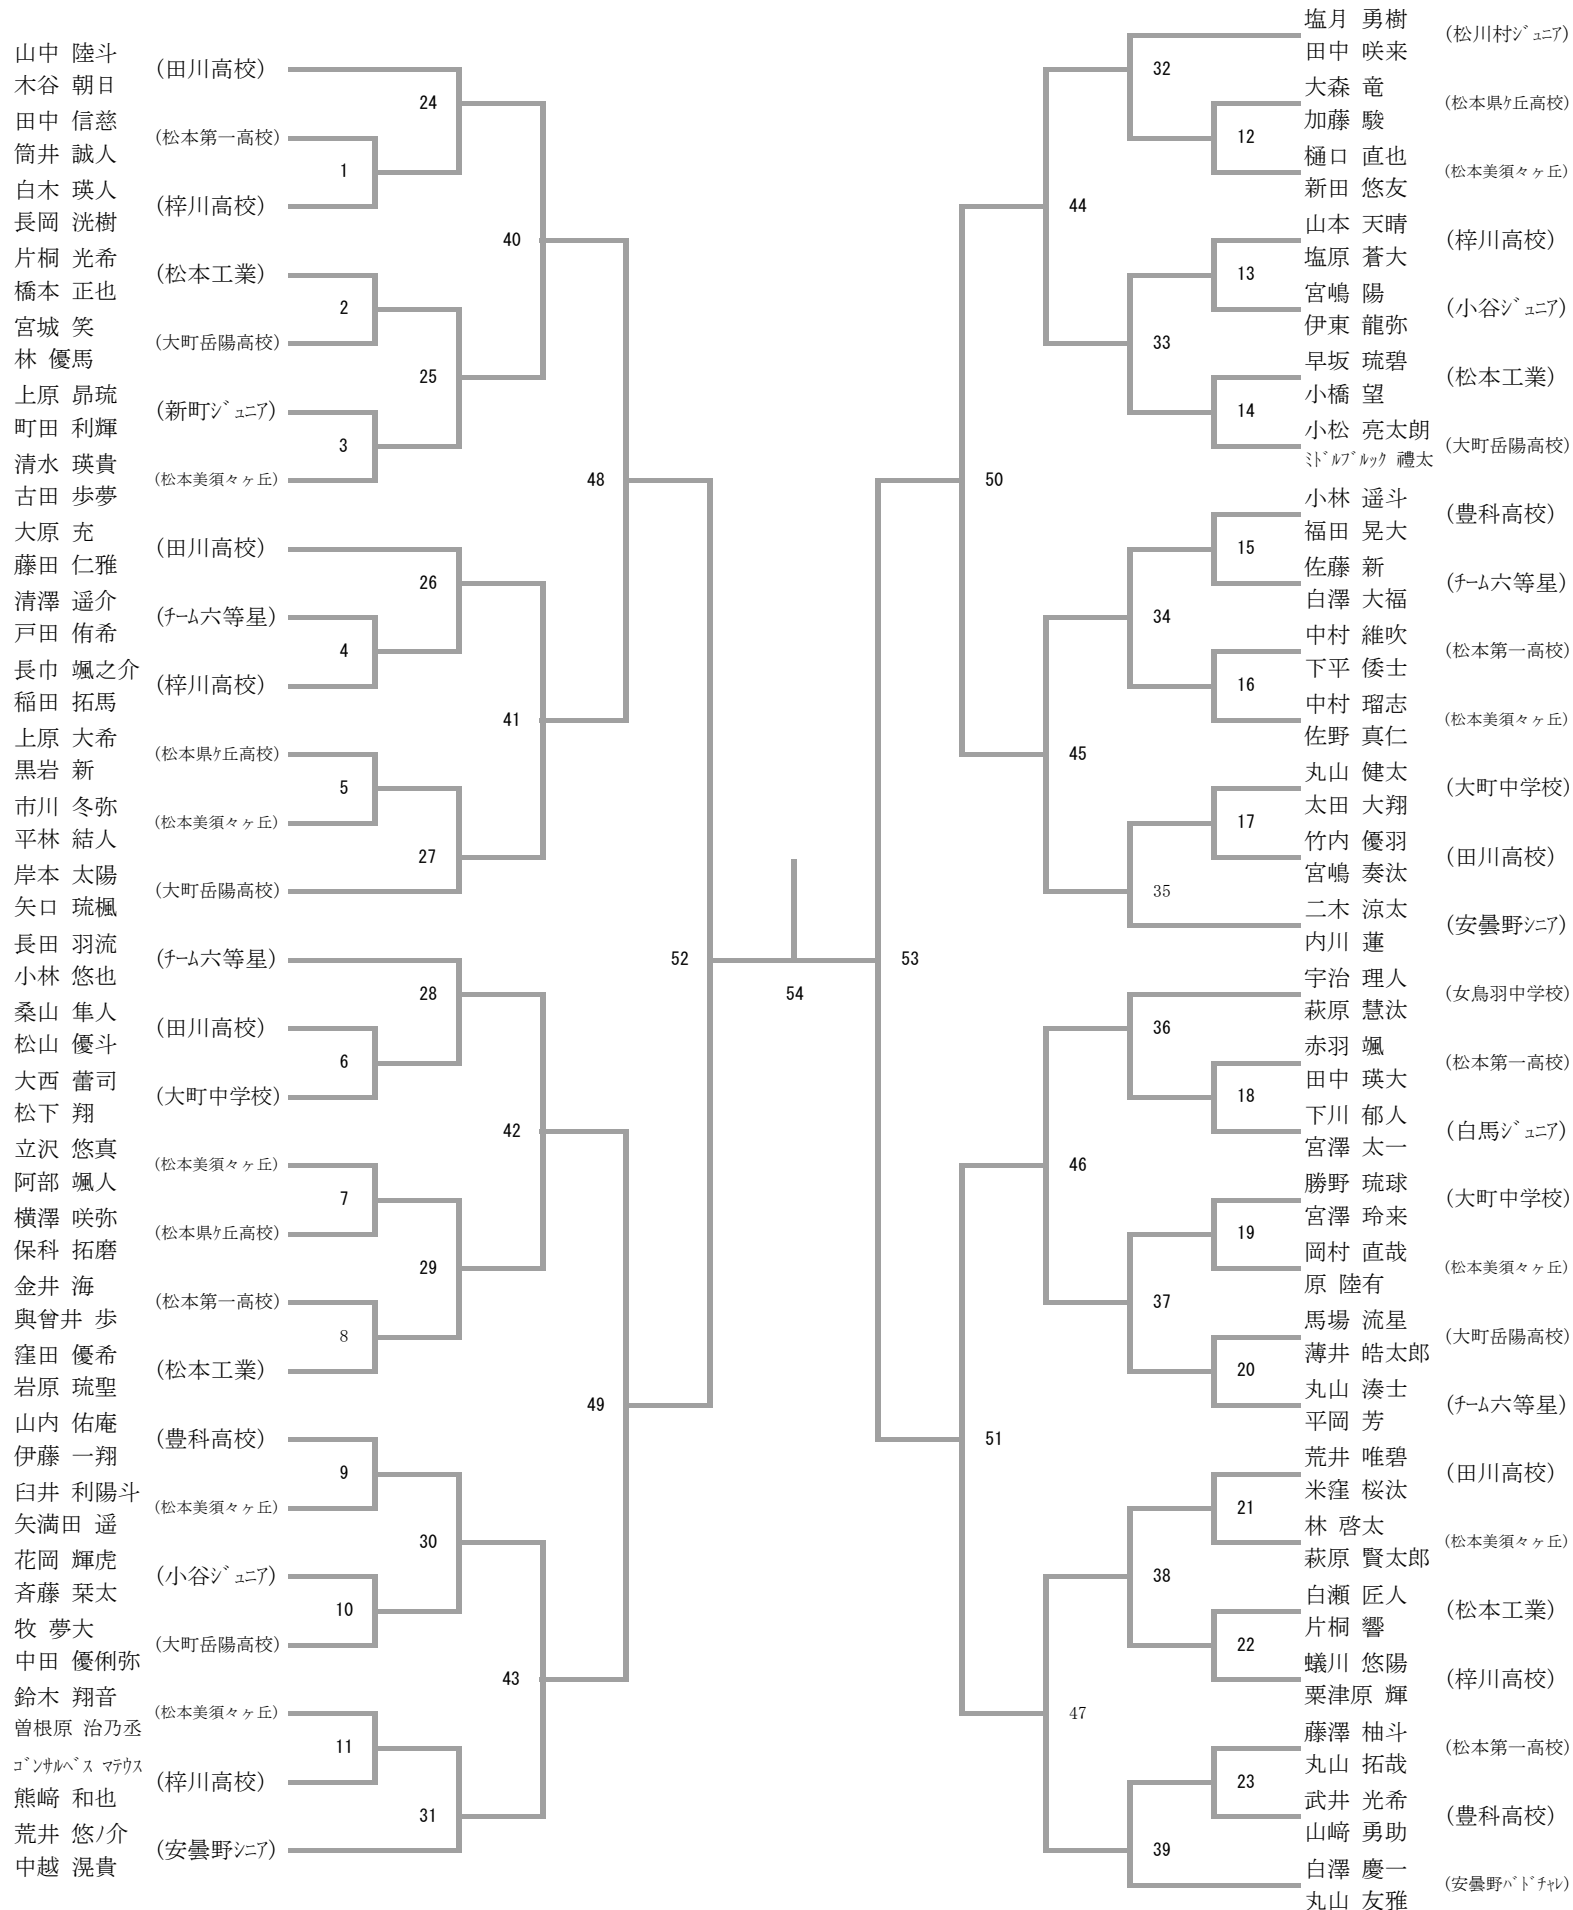 山中 陸斗
木谷 朝日
(田川高校)
24
田中 信慈
筒井 誠人
(松本第一高校)
1
白木 瑛人
長岡 洸樹
(梓川高校)
40
片桐 光希
橋本 正也
(松本工業)
2
宮城 笑
林 優馬
(大町岳陽高校)
25
上原 昴琉
町田 利輝
(新町ジュニア)
3
清水 瑛貴
古田 歩夢
(松本美須々ヶ丘)
48
大原 充
藤田 仁雅
(田川高校)
26
清澤 遥介
戸田 侑希
(チーム六等星)
4
長巾 颯之介
稲田 拓馬
(梓川高校)
41
上原 大希
黒岩 新
(松本県ケ丘高校)
5
市川 冬弥
平林 結人
(松本美須々ヶ丘)
27
岸本 太陽
矢口 琉楓
(大町岳陽高校)
長田 羽流
小林 悠也
(チーム六等星)
52
28
桑山 隼人
松山 優斗
(田川高校)
6
大西 蕾司
松下 翔
(大町中学校)
42
立沢 悠真
阿部 颯人
(松本美須々ヶ丘)
7
横澤 咲弥
保科 拓磨
(松本県ケ丘高校)
29
金井 海
與曾井 歩
(松本第一高校)
8
窪田 優希
岩原 琉聖
(松本工業)
49
山内 佑庵
伊藤 一翔
(豊科高校)
9
臼井 利陽斗
矢満田 遥
(松本美須々ヶ丘)
30
花岡 輝虎
斉藤 栞太
(小谷ジュニア)
10
牧 夢大
中田 優俐弥
(大町岳陽高校)
43
鈴木 翔音
曽根原 治乃丞
(松本美須々ヶ丘)
11
ゴンサルベス マテウス
熊﨑 和也
(梓川高校)
31
荒井 悠ノ介
中越 滉貴
(安曇野シニア)
54
塩月 勇樹
田中 咲来
(松川村ジュニア)
32
大森 竜
加藤 駿
(松本県ケ丘高校)
12
樋口 直也
新田 悠友
(松本美須々ヶ丘)
44
山本 天晴
塩原 蒼大
(梓川高校)
13
宮嶋 陽
伊東 龍弥
(小谷ジュニア)
33
早坂 琉碧
小橋 望
(松本工業)
14
小松 亮太朗
ミドルブルック 禮太
(大町岳陽高校)
50
小林 遥斗
福田 晃大
(豊科高校)
15
佐藤 新
白澤 大福
(チーム六等星)
34
中村 維吹
下平 倭士
(松本第一高校)
16
中村 瑠志
佐野 真仁
(松本美須々ヶ丘)
45
丸山 健太
太田 大翔
(大町中学校)
17
竹内 優羽
宮嶋 奏汰
(田川高校)
35
二木 涼太
内川 蓮
(安曇野シニア)
53
宇治 理人
萩原 慧汰
(女鳥羽中学校)
36
赤羽 颯
田中 瑛大
(松本第一高校)
18
下川 郁人
宮澤 太一
(白馬ジュニア)
46
勝野 琉球
宮澤 玲来
(大町中学校)
19
岡村 直哉
原 陸有
(松本美須々ヶ丘)
37
馬場 流星
薄井 皓太郎
(大町岳陽高校)
20
丸山 湊士
平岡 芳
(チーム六等星)
51
荒井 唯碧
米窪 桜汰
(田川高校)
21
林 啓太
萩原 賢太郎
(松本美須々ヶ丘)
38
白瀬 匠人
片桐 響
(松本工業)
22
蟻川 悠陽
粟津原 輝
(梓川高校)
47
藤澤 柚斗
丸山 拓哉
(松本第一高校)
23
武井 光希
山﨑 勇助
(豊科高校)
39
白澤 慶一
丸山 友雅
(安曇野バドチャレ)